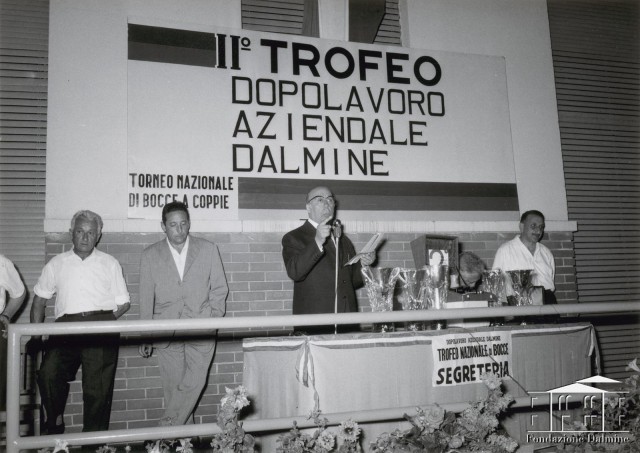 IIº TROFEO
DOPOLAVORO
AZIENDALE
DALMINE
TORNEO NAZIONALE
DI BOCCE A COPPIE
DOPOLAVORO AZIENDALE DALMINE
TROFEO NAZIONALE DI BOCCE
SEGRETERIA
Fondazione Dalmine